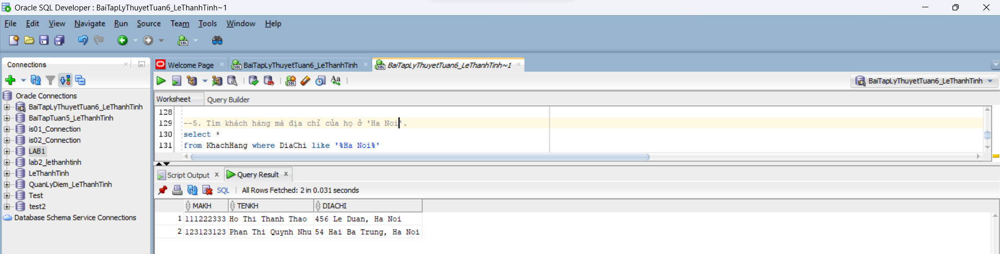 Oracle SQL Developer : BaiTapLyThuyetTuan6_LeThanhTinh~1
File Edit View Navigate Run Source Team Tools Window Help
Connections
Oracle Connections
BaiTapLyThuyetTuan6_LeThanhTinh
BaiTapTuan5_LeThanhTinh
is01_Connection
is02_Connection
LAB1
lab2_lethanhtinh
LeThanhTinh
QuanLyDiem_LeThanhTinh
Test
test2
Database Schema Service Connections
Welcome Page BaiTapLyThuyetTuan6_LeThanhTinh BaiTapLyThuyetTuan6_LeThanhTinh~1
BaiTapLyThuyetTuan6_LeThanhTinh
Worksheet Query Builder
128
129 --5. Tìm khách hàng mà địa chỉ của họ ở 'Ha Noi'.
130 select *
131 from KhachHang where DiaChi like '%Ha Noi%'
Script Output x Query Result x
SQL | All Rows Fetched: 2 in 0.031 seconds
MAKH TENKH DIACHI
1 111222333 Ho Thi Thanh Thao 456 Le Duan, Ha Noi
2 123123123 Phan Thi Quynh Nhu 54 Hai Ba Trung, Ha Noi